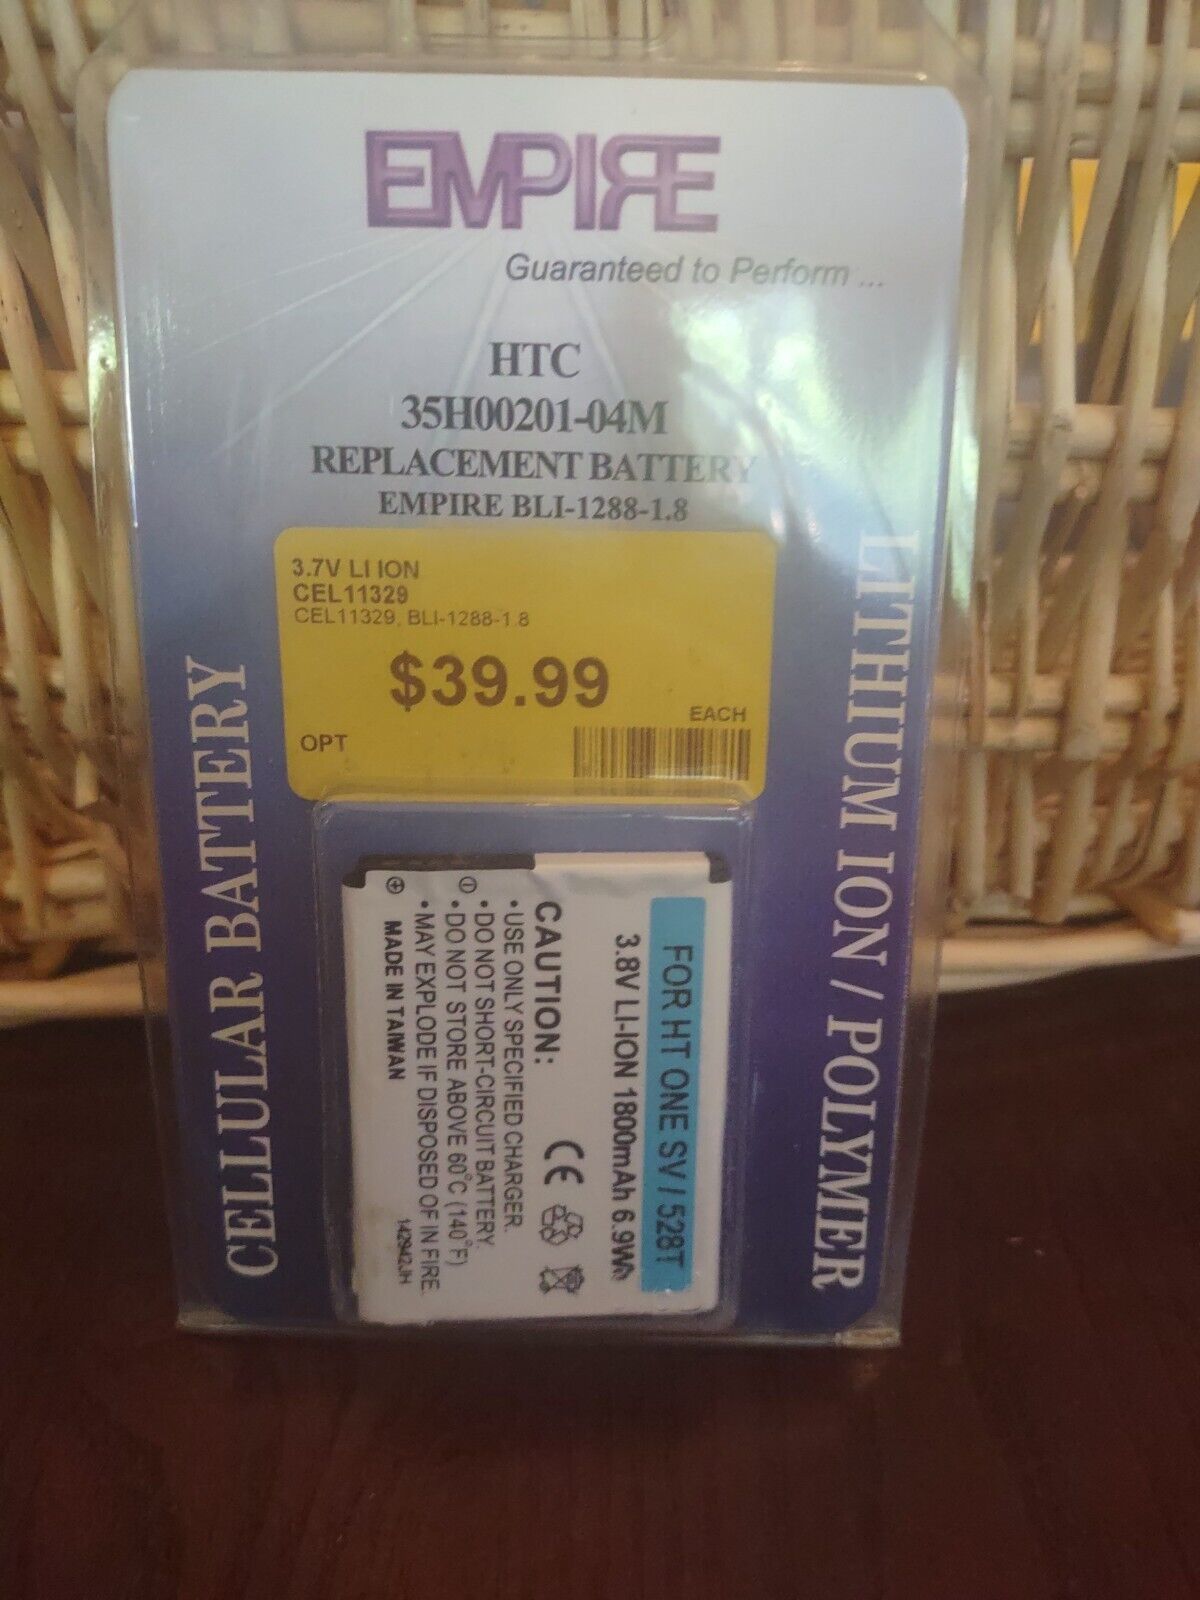 EMPIRE
Guaranteed to Perform ...
HTC
35H00201-04M
REPLACEMENT BATTERY
EMPIRE BLI-1288-1.8
3.7V LI ION
CEL11329
CEL11329, BLI-1288-1.8
$39.99
EACH
OPT
CELLULAR BATTERY
LITHIUM ION / POLYMER
FOR HT ONE SV / 528T
3.8V LI-ION 1800mAh 6.9Wh
CAUTION:
CE
•USE ONLY SPECIFIED CHARGER.
•DO NOT SHORT-CIRCUIT BATTERY.
•DO NOT STORE ABOVE 60°C (140°F)
•MAY EXPLODE IF DISPOSED OF IN FIRE.
MADE IN TAIWAN
142942JH